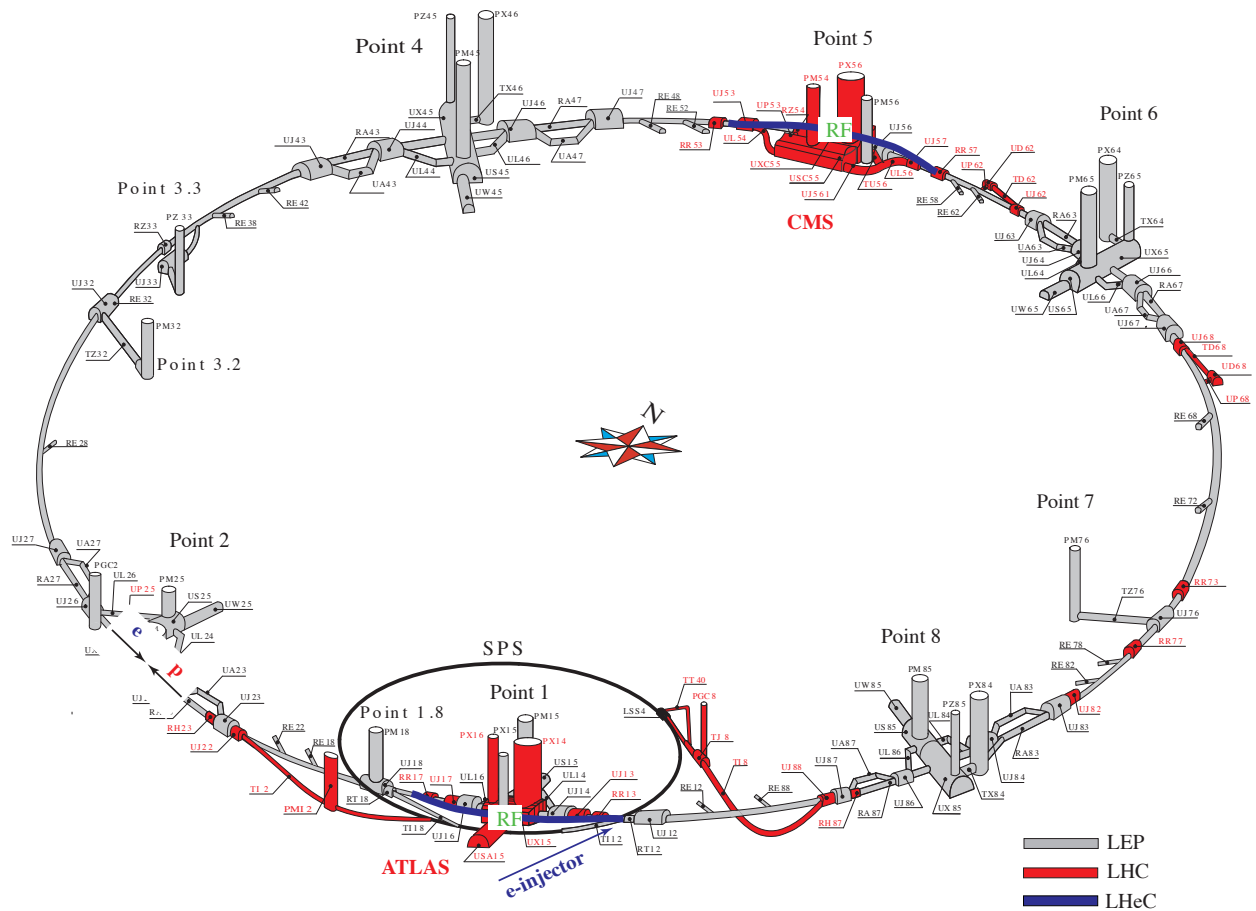 PZ45
PX46
Point 4
PM45
UX45
TX46
UJ46
RA47
UJ47
RE48
RE52
UJ44
RA43
UJ43
UA43
UL44
UL46
UA47
US45
UW45
Point 5
PX56
PM54
UJ53
UP53
RZ54
PM56
RF
UJ56
UJ57
RR53
UL54
UXC55
USC55
UJ561
TU56
UL56
RR57
CMS
RE58
RE62
UP62
UD62
TD62
UJ62
Point 6
PX64
PM65
PZ65
TX64
RA63
UJ63
UA63
UJ64
UL64
UX65
UJ66
RA67
UW65
US65
UL66
UA67
UJ67
UJ68
TD68
UD68
UP68
RE68
Point 3.3
RE42
PZ33
RE38
RZ33
UJ33
UJ32
RE32
PM32
TZ32
Point 3.2
N
RE28
RE72
Point 7
PM76
RR73
TZ76
UJ76
RR77
RE78
RE82
UJ27
UA27
Point 2
PGC2
UL26
PM25
UP25
RA27
US25
UJ26
UW25
UL24
e
p
UA23
UJ23
RH23
UJ22
RE22
RE18
TI2
PMI2
SPS
Point 1
Point 1.8
PM18
PM15
PX16
PX15
PX14
UJ18
US15
RR17
UJ17
UL16
UL14
UJ13
RT18
UJ14
RR13
TI18
UJ16
RF
UX15
ATLAS
USA15
e-injector
TI12
RT12
UJ12
LSS4
TT40
PGC8
TJ8
TI8
RE12
RE88
Point 8
PM85
UW85
PX84
UA83
PZ85
US85
UL84
UJ82
UJ83
UA87
UL86
RA83
UJ88
UJ87
RH87
RA87
UJ86
UX85
TX84
UJ84
LEP
LHC
LHeC